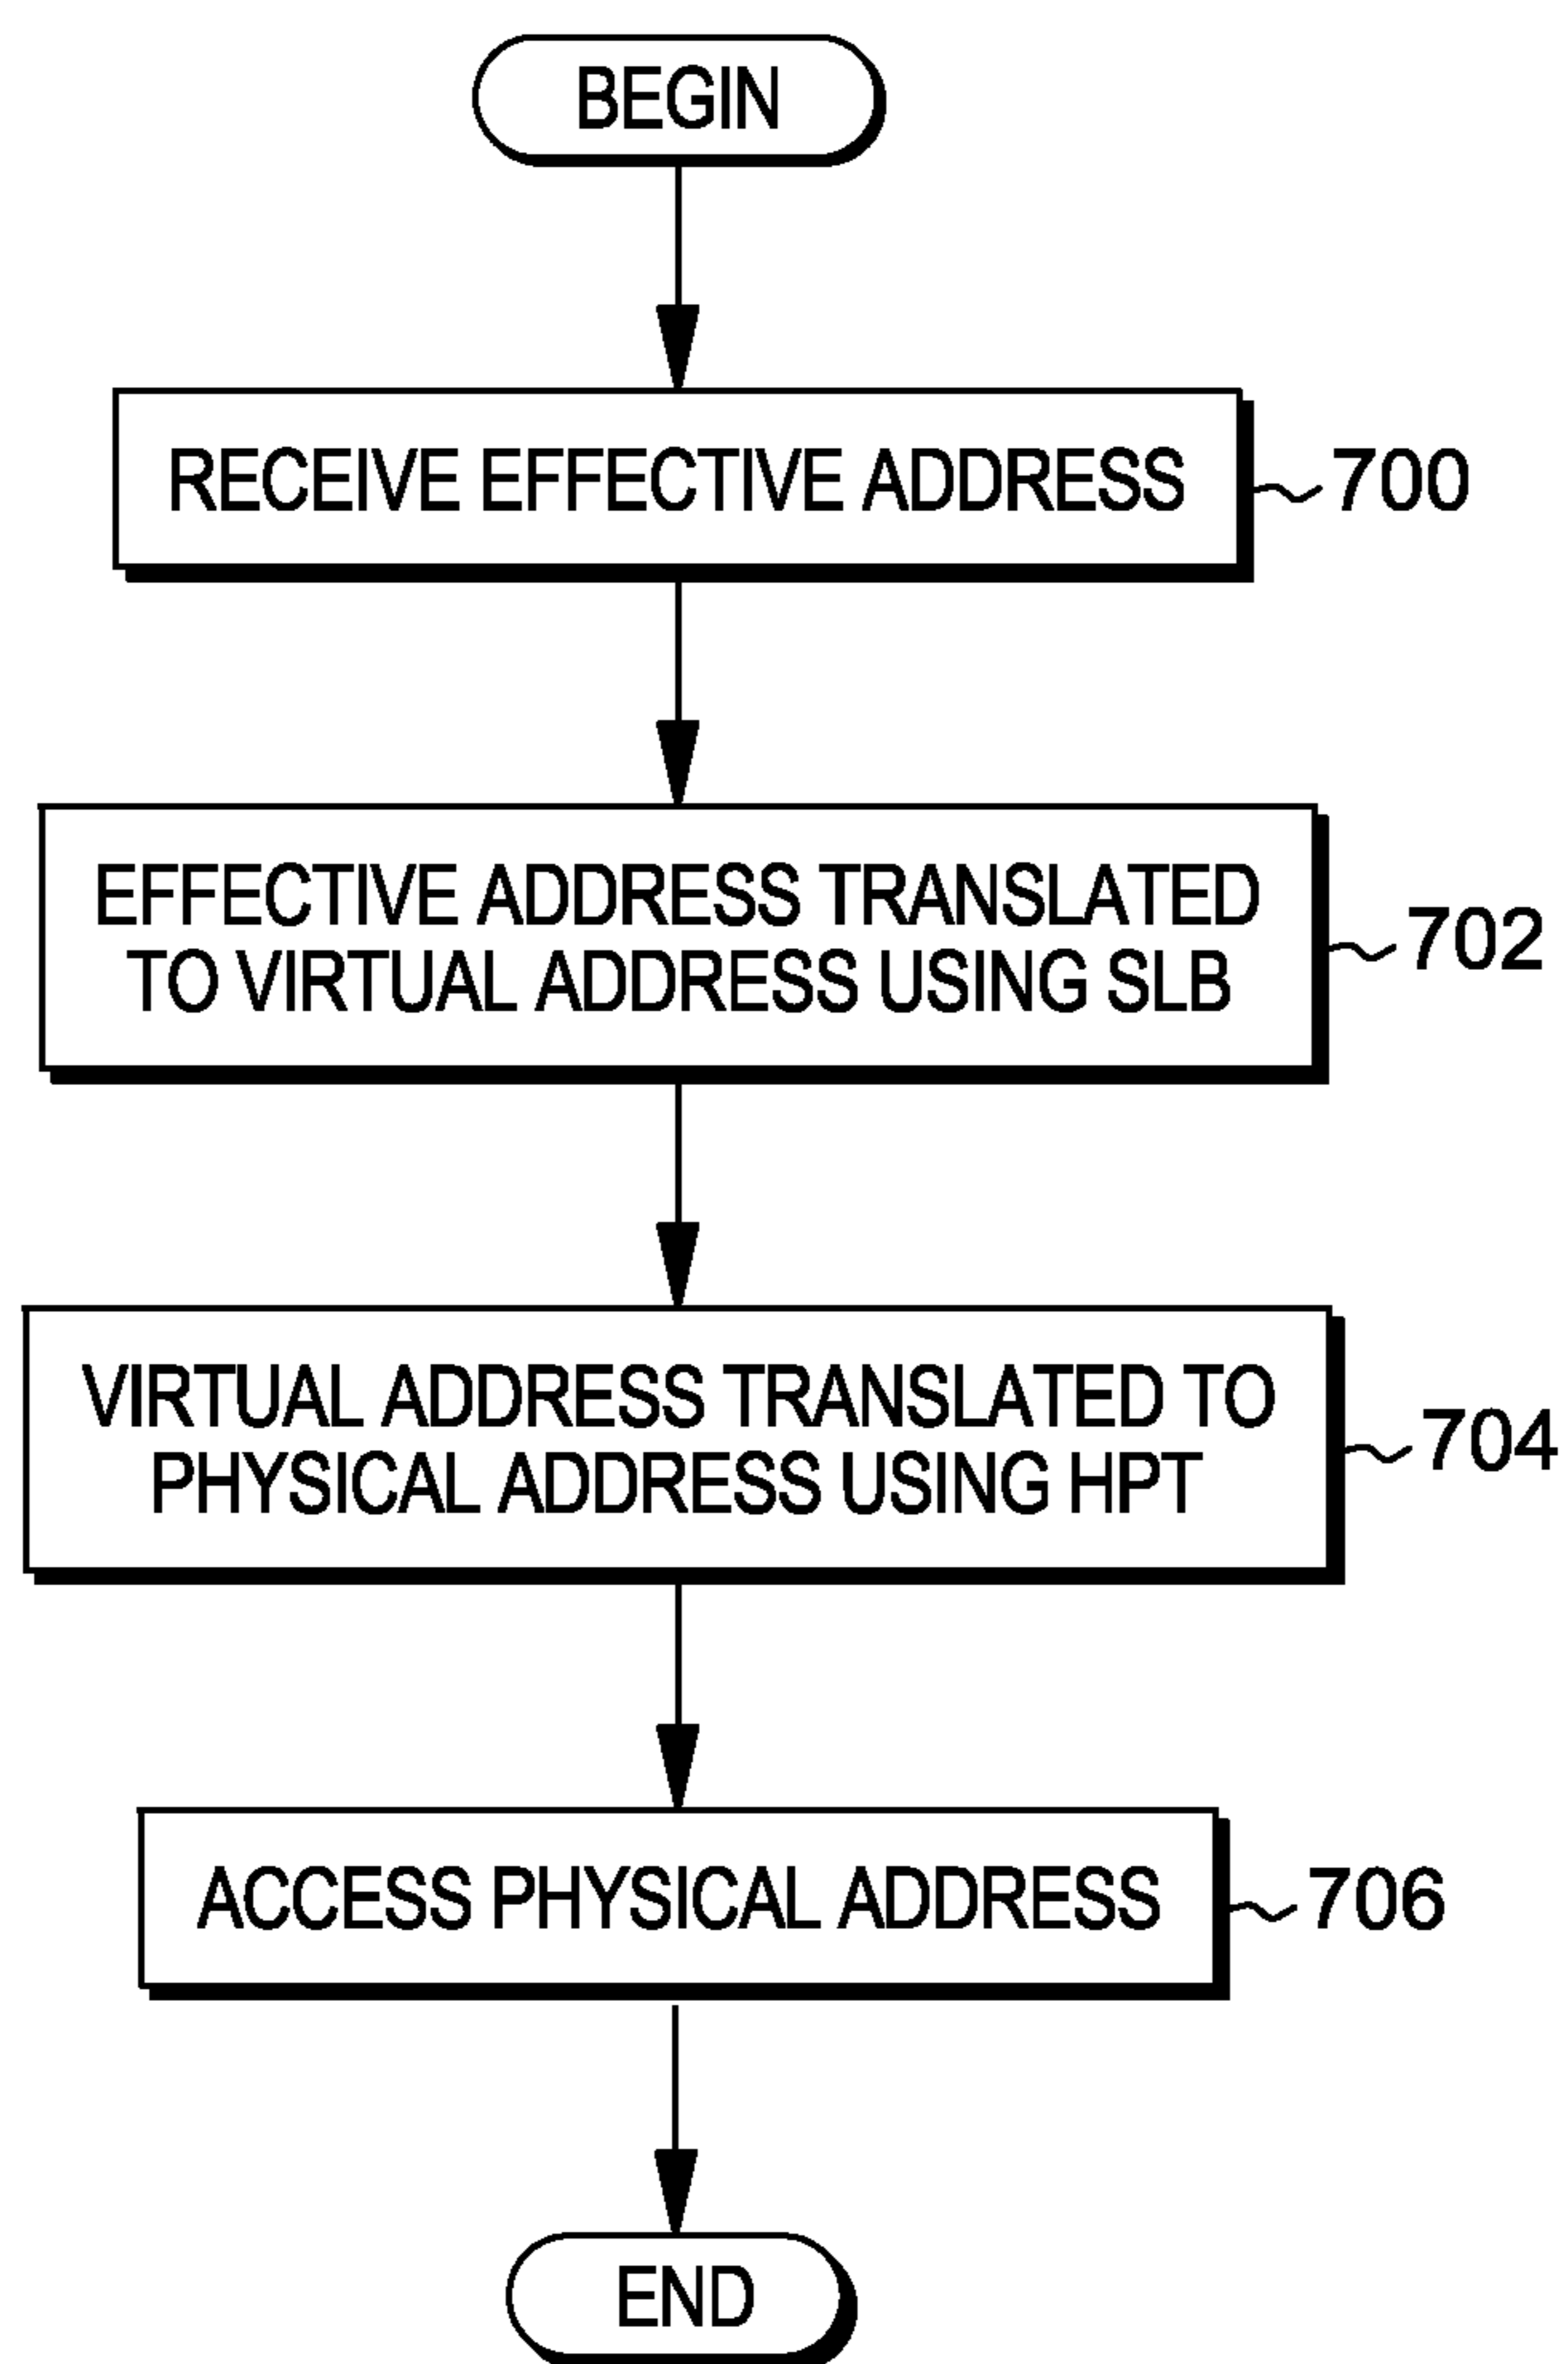 BEGIN
RECEIVE EFFECTIVE ADDRESS
700
EFFECTIVE ADDRESS TRANSLATED
TO VIRTUAL ADDRESS USING SLB
702
VIRTUAL ADDRESS TRANSLATED TO
PHYSICAL ADDRESS USING HPT
704
ACCESS PHYSICAL ADDRESS
706
END